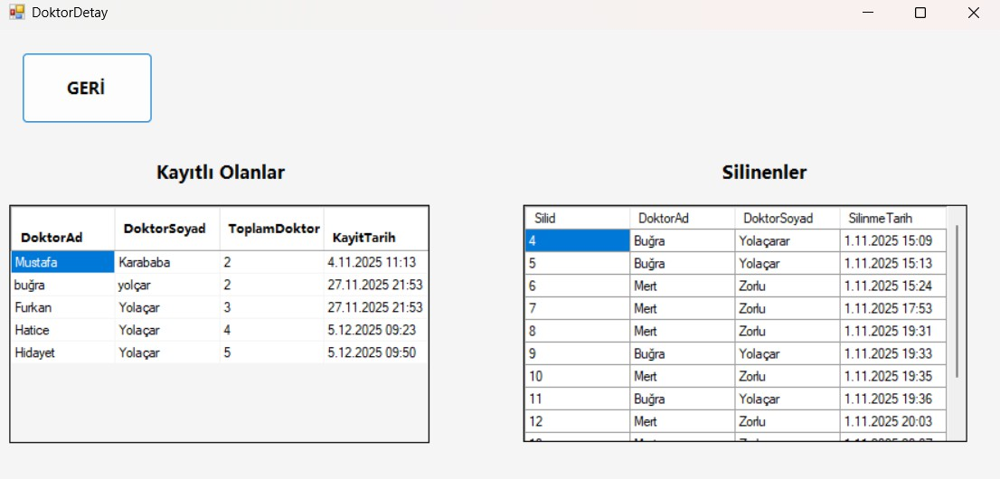 DoktorDetay
GERİ
Kayıtlı Olanlar
DoktorAd DoktorSoyad ToplamDoktor KayitTarih
Mustafa Karababa 2 4.11.2025 11:13
buğra yolçar 2 27.11.2025 21:53
Furkan Yolaçar 3 27.11.2025 21:53
Hatice Yolaçar 4 5.12.2025 09:23
Hidayet Yolaçar 5 5.12.2025 09:50
Silinenler
Silid DoktorAd DoktorSoyad SilinmeTarih
4 Buğra Yolaçarar 1.11.2025 15:09
5 Buğra Yolaçar 1.11.2025 15:13
6 Mert Zorlu 1.11.2025 15:24
7 Mert Zorlu 1.11.2025 17:53
8 Mert Zorlu 1.11.2025 19:31
9 Buğra Yolaçar 1.11.2025 19:33
10 Mert Zorlu 1.11.2025 19:35
11 Buğra Yolaçar 1.11.2025 19:36
12 Mert Zorlu 1.11.2025 20:03